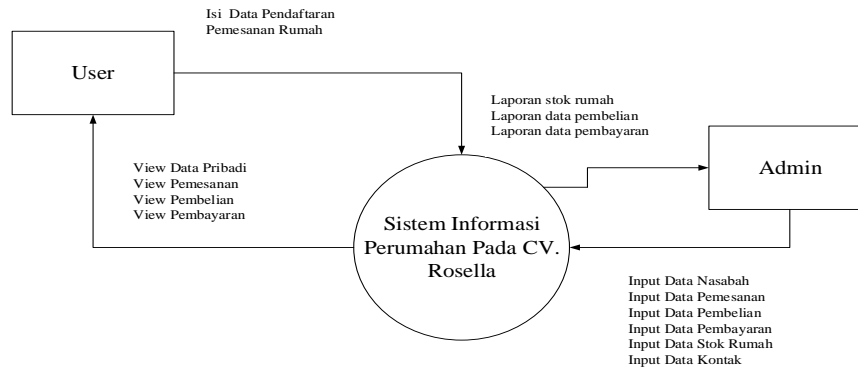 Isi Data Pendaftaran
Pemesanan Rumah
User
Laporan stok rumah
Laporan data pembelian
Laporan data pembayaran
Admin
View Data Pribadi
View Pemesanan
View Pembelian
View Pembayaran
Sistem Informasi
Perumahan Pada CV.
Rosella
Input Data Nasabah
Input Data Pemesanan
Input Data Pembelian
Input Data Pembayaran
Input Data Stok Rumah
Input Data Kontak